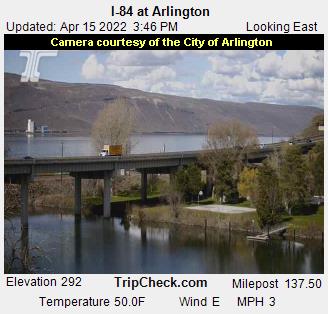 I-84 at Arlington
Updated: Apr 15 2022 3:46 PM Looking East
Camera courtesy of the City of Arlington
Elevation 292 TripCheck.com Milepost 137.50
Temperature 50.0F Wind E MPH 3